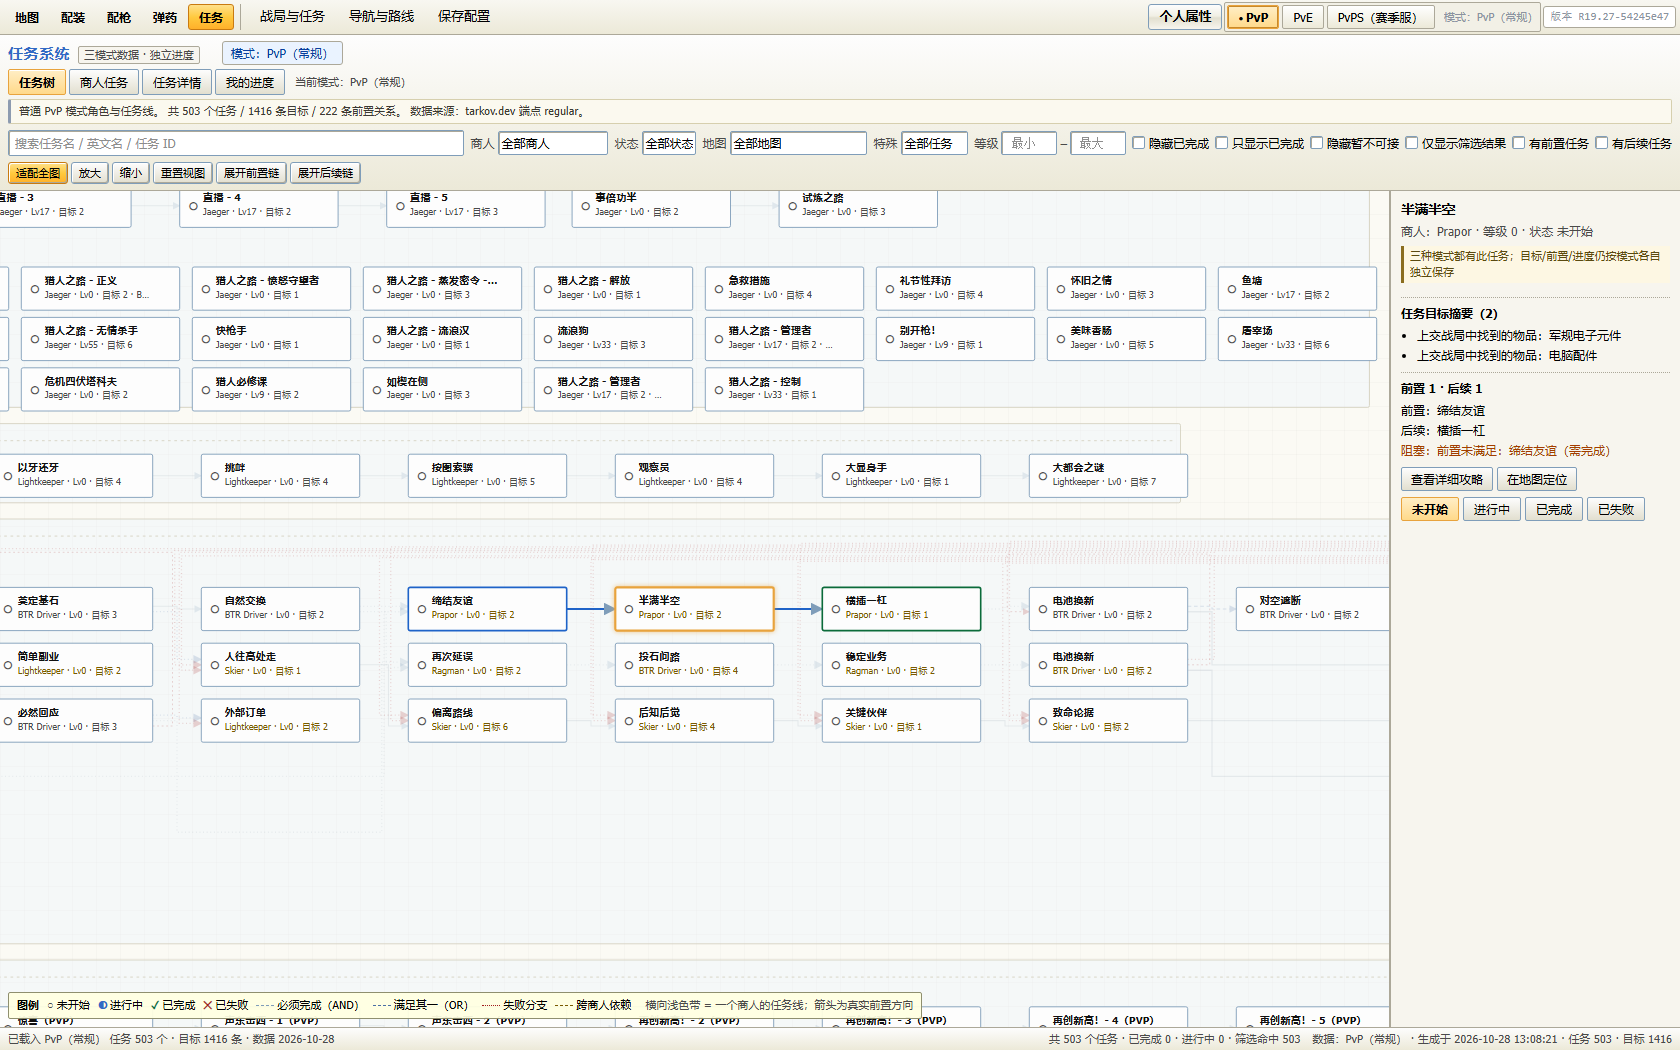 地图 配装 配枪 弹药 任务 战局与任务 导航与路线 保存配置 个人属性 • PvP PvE PvPS（赛季服） 模式：PvP（常规） 版本 R19.27-54245e47
任务系统 三模式数据 · 独立进度 模式：PvP（常规）
任务树 商人任务 任务详情 我的进度 当前模式：PvP（常规）
普通 PvP 模式角色与任务线。 共 503 个任务 / 1416 条目标 / 222 条前置关系。 数据来源：tarkov.dev 端点 regular。
搜索任务名 / 英文名 / 任务 ID 商人 全部商人 状态 全部状态 地图 全部地图 特殊 全部任务 等级 最小 – 最大 隐藏已完成 只显示已完成 隐藏暂不可接 仅显示筛选结果 有前置任务 有后续任务
适配全图 放大 缩小 重置视图 展开前置链 展开后续链
直播 - 3 直播 - 4 直播 - 5 事倍功半 试炼之路
aeger · Lv17 · 目标 2 Jaeger · Lv17 · 目标 2 Jaeger · Lv17 · 目标 3 Jaeger · Lv0 · 目标 2 Jaeger · Lv0 · 目标 3
猎人之路 - 正义 猎人之路 - 愤怒守望者 猎人之路 - 蒸发密令 -... 猎人之路 - 解放 急救措施 礼节性拜访 怀旧之情 鱼塘
Jaeger · Lv0 · 目标 2 · B... Jaeger · Lv0 · 目标 1 Jaeger · Lv0 · 目标 3 Jaeger · Lv0 · 目标 1 Jaeger · Lv0 · 目标 4 Jaeger · Lv0 · 目标 4 Jaeger · Lv0 · 目标 3 Jaeger · Lv17 · 目标 2
猎人之路 - 无情杀手 快枪手 猎人之路 - 流浪汉 流浪狗 猎人之路 - 管理者 别开枪！ 美味香肠 屠宰场
Jaeger · Lv55 · 目标 6 Jaeger · Lv0 · 目标 1 Jaeger · Lv0 · 目标 1 Jaeger · Lv33 · 目标 3 Jaeger · Lv17 · 目标 2 · ... Jaeger · Lv9 · 目标 1 Jaeger · Lv0 · 目标 5 Jaeger · Lv33 · 目标 6
危机四伏塔科夫 猎人必修课 如楔在侧 猎人之路 - 管理者 猎人之路 - 控制
Jaeger · Lv0 · 目标 2 Jaeger · Lv9 · 目标 2 Jaeger · Lv0 · 目标 3 Jaeger · Lv17 · 目标 2 · ... Jaeger · Lv33 · 目标 1
以牙还牙 挑衅 按图索骥 观察员 大显身手 大都会之谜
Lightkeeper · Lv0 · 目标 4 Lightkeeper · Lv0 · 目标 4 Lightkeeper · Lv0 · 目标 5 Lightkeeper · Lv0 · 目标 4 Lightkeeper · Lv0 · 目标 1 Lightkeeper · Lv0 · 目标 7
奠定基石 自然交换 缔结友谊 半满半空 横插一杠 电池换新 对空遮断
BTR Driver · Lv0 · 目标 3 BTR Driver · Lv0 · 目标 2 Prapor · Lv0 · 目标 2 Prapor · Lv0 · 目标 2 Prapor · Lv0 · 目标 1 BTR Driver · Lv0 · 目标 2 BTR Driver · Lv0 · 目标 2
简单副业 人往高处走 再次延误 投石问路 稳定业务 电池换新
Lightkeeper · Lv0 · 目标 2 Skier · Lv0 · 目标 1 Ragman · Lv0 · 目标 2 BTR Driver · Lv0 · 目标 4 Ragman · Lv0 · 目标 2 BTR Driver · Lv0 · 目标 2
必然回应 外部订单 偏离路线 后知后觉 关键伙伴 致命论据
BTR Driver · Lv0 · 目标 3 Lightkeeper · Lv0 · 目标 2 Skier · Lv0 · 目标 6 Skier · Lv0 · 目标 4 Skier · Lv0 · 目标 1 Skier · Lv0 · 目标 2
半满半空
商人：Prapor · 等级 0 · 状态 未开始
三种模式都有此任务；目标/前置/进度仍按模式各自
独立保存
任务目标摘要（2）
• 上交战局中找到的物品：军规电子元件
• 上交战局中找到的物品：电脑配件
前置 1 · 后续 1
前置：缔结友谊
后续：横插一杠
阻塞：前置未满足：缔结友谊（需完成）
查看详细攻略 在地图定位
未开始 进行中 已完成 已失败
图例 ○ 未开始 进行中 ✓ 已完成 ✕ 已失败 必须完成（AND） 满足其一（OR） 失败分支 跨商人依赖 横向浅色带 = 一个商人的任务线；箭头为真实前置方向
惊喜（PVP） 声东击西 - 1（PVP） 声东击西 - 2（PVP） 再创新高！ - 2（PVP） 再创新高！ - 3（PVP） 再创新高！ - 4（PVP） 再创新高！ - 5（PVP）
已载入 PvP（常规） 任务 503 个 · 目标 1416 条 · 数据 2026-10-28 共 503 个任务 · 已完成 0 · 进行中 0 · 筛选命中 503 数据：PvP（常规） · 生成于 2026-10-28 13:08:21 · 任务 503 · 目标 1416